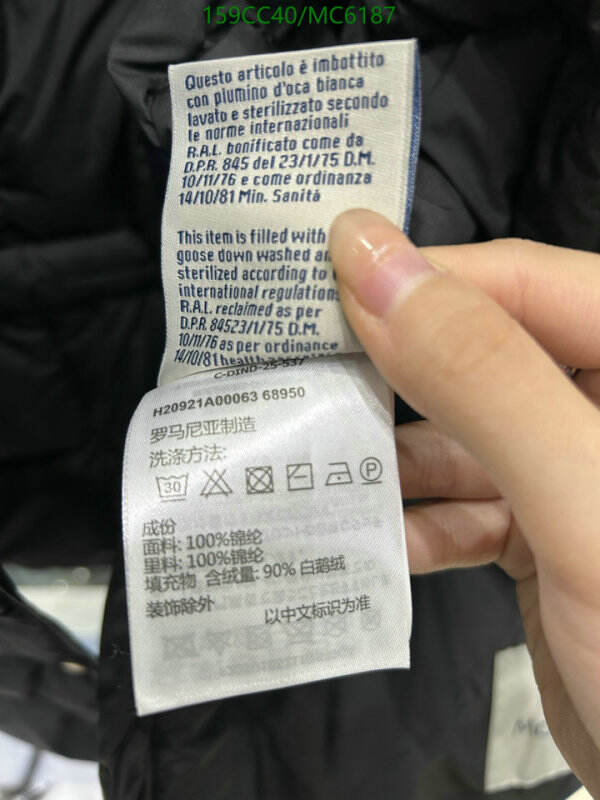 159CC40/MC6187
Questo articolo è imbottito
con piumino d'oca bianca
lavato e sterilizzato secondo
le norme internazionali
R.A.L. bonificato come da
D.P.R. 845 del 23/1/75 D.M.
10/11/76 e come ordinanza
14/10/81 Min. Sanità
This item is filled with
goose down washed
sterilized according to
international regulations
R.A.L. reclaimed as per
D.P.R. 84523/1/75 D.M.
10/11/76 as per ordinance
14/10/81 health
C-DIND-25-537
H20921A00063 68950
罗马尼亚制造
洗涤方法:
30
P
成份
面料: 100%锦纶
里料: 100%锦纶
填充物 含绒量: 90% 白鹅绒
装饰除外
以中文标识为准